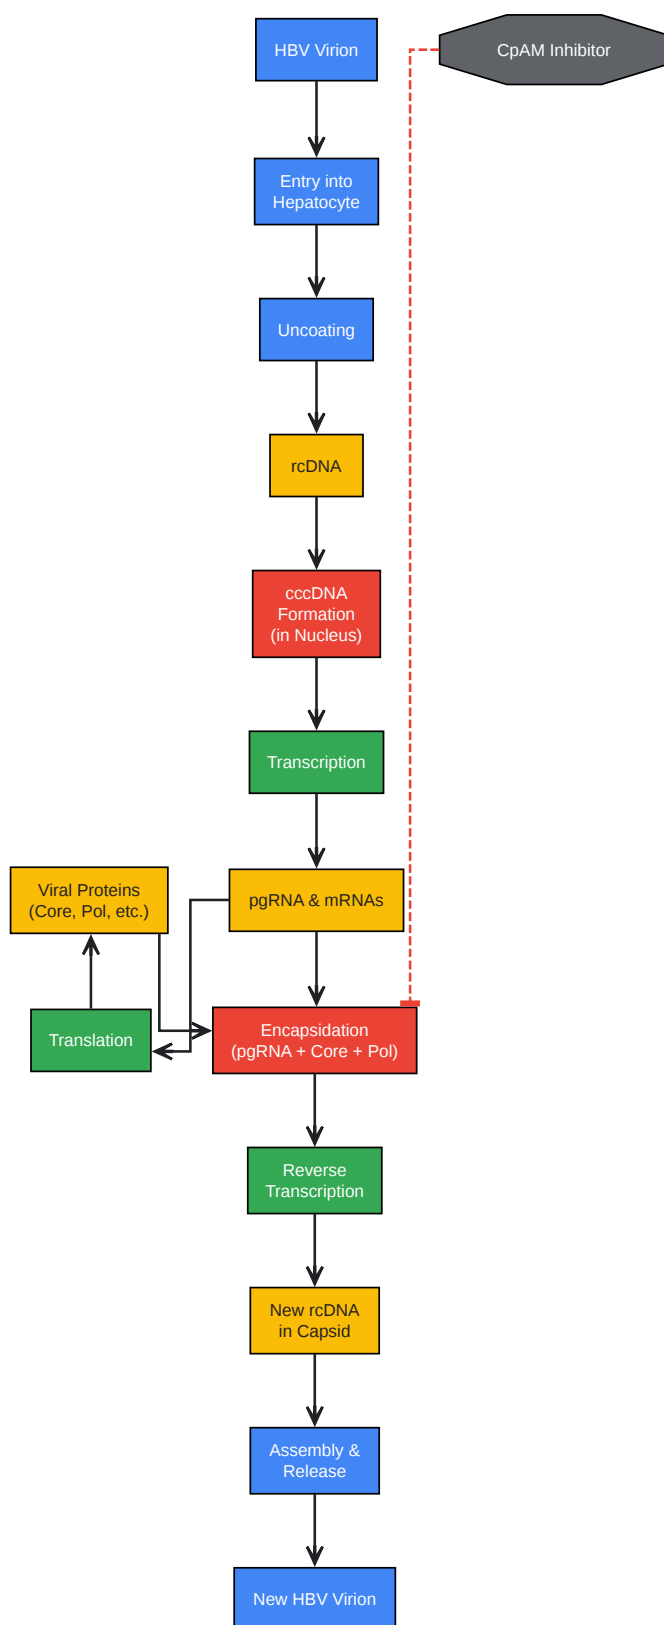 HBV Virion
CpAM Inhibitor
Entry into
Hepatocyte
Uncoating
rcDNA
cccDNA
Formation
(in Nucleus)
Transcription
Viral Proteins
(Core, Pol, etc.)
pgRNA & mRNAs
Translation
Encapsidation
(pgRNA + Core + Pol)
Reverse
Transcription
New rcDNA
in Capsid
Assembly &
Release
New HBV Virion